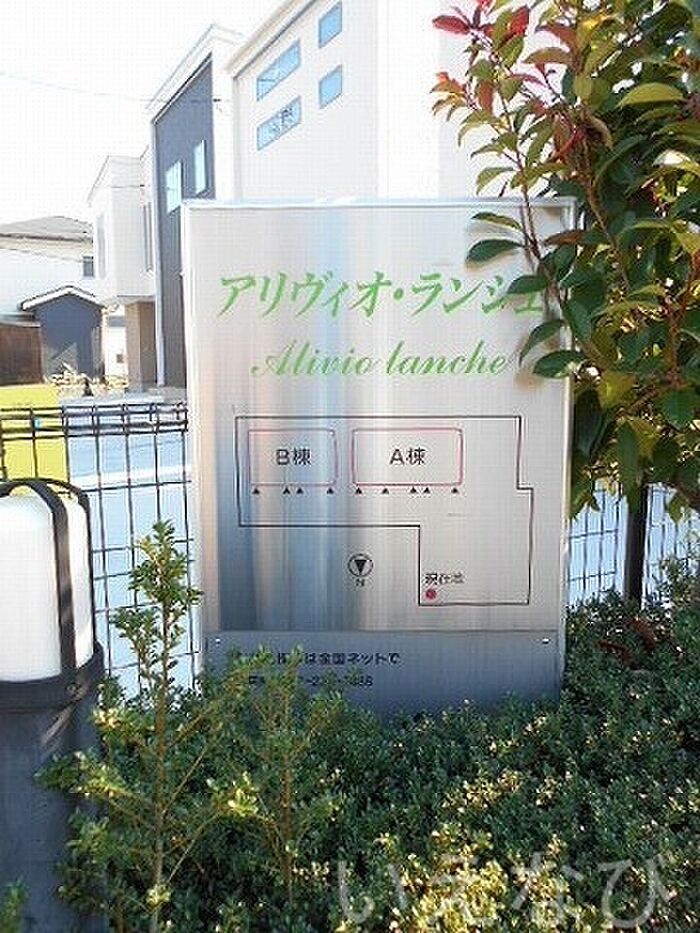 アリヴィオ・ランシェ
Alivio lanche
B棟 A棟
N
現在地
は全国ネットで
いえなび